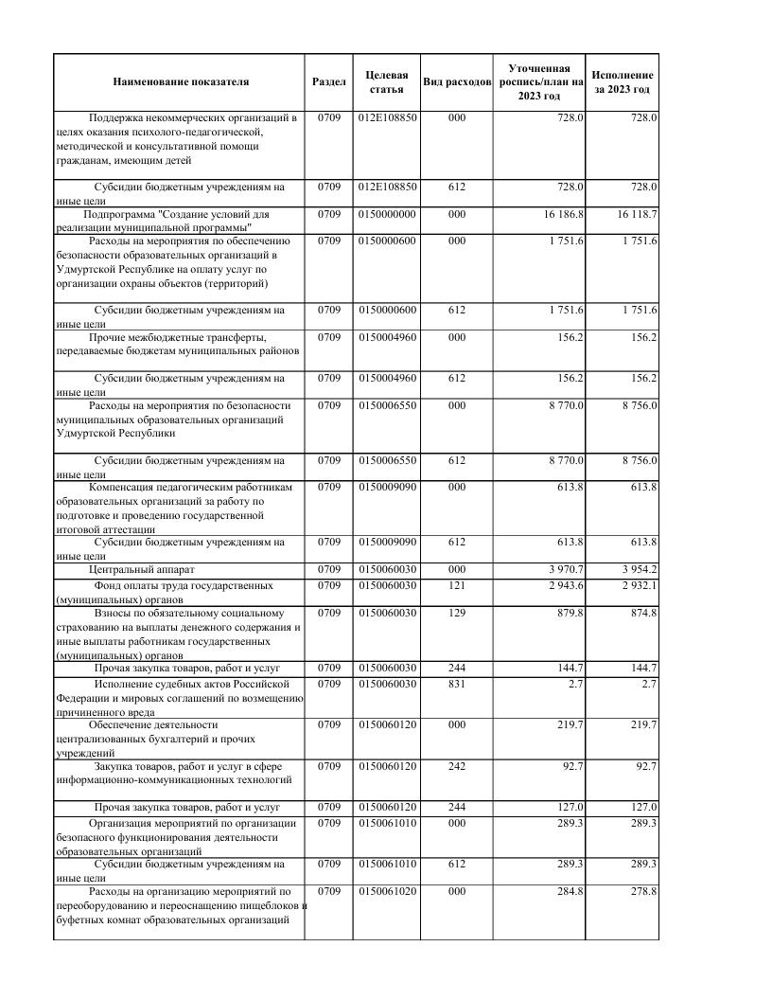 Наименование показателя Раздел Целевая статья Вид расходов Уточненная роспись/план на 2023 год Исполнение за 2023 год
Поддержка некоммерческих организаций в 0709 012E108850 000 728.0 728.0
целях оказания психолого-педагогической,
методической и консультативной помощи
гражданам, имеющим детей
Субсидии бюджетным учреждениям на 0709 012E108850 612 728.0 728.0
иные цели
Подпрограмма "Создание условий для 0709 0150000000 000 16 186.8 16 118.7
реализации муниципальной программы"
Расходы на мероприятия по обеспечению 0709 0150000600 000 1 751.6 1 751.6
безопасности образовательных организаций в
Удмуртской Республике на оплату услуг по
организации охраны объектов (территорий)
Субсидии бюджетным учреждениям на 0709 0150000600 612 1 751.6 1 751.6
иные цели
Прочие межбюджетные трансферты, 0709 0150004960 000 156.2 156.2
передаваемые бюджетам муниципальных районов
Субсидии бюджетным учреждениям на 0709 0150004960 612 156.2 156.2
иные цели
Расходы на мероприятия по безопасности 0709 0150006550 000 8 770.0 8 756.0
муниципальных образовательных организаций
Удмуртской Республики
Субсидии бюджетным учреждениям на 0709 0150006550 612 8 770.0 8 756.0
иные цели
Компенсация педагогическим работникам 0709 0150009090 000 613.8 613.8
образовательных организаций за работу по
подготовке и проведению государственной
итоговой аттестации
Субсидии бюджетным учреждениям на 0709 0150009090 612 613.8 613.8
иные цели
Центральный аппарат 0709 0150060030 000 3 970.7 3 954.2
Фонд оплаты труда государственных 0709 0150060030 121 2 943.6 2 932.1
(муниципальных) органов
Взносы по обязательному социальному 0709 0150060030 129 879.8 874.8
страхованию на выплаты денежного содержания и
иные выплаты работникам государственных
(муниципальных) органов
Прочая закупка товаров, работ и услуг 0709 0150060030 244 144.7 144.7
Исполнение судебных актов Российской 0709 0150060030 831 2.7 2.7
Федерации и мировых соглашений по возмещению
причиненного вреда
Обеспечение деятельности 0709 0150060120 000 219.7 219.7
централизованных бухгалтерий и прочих
учреждений
Закупка товаров, работ и услуг в сфере 0709 0150060120 242 92.7 92.7
информационно-коммуникационных технологий
Прочая закупка товаров, работ и услуг 0709 0150060120 244 127.0 127.0
Организация мероприятий по организации 0709 0150061010 000 289.3 289.3
безопасного функционирования деятельности
образовательных организаций
Субсидии бюджетным учреждениям на 0709 0150061010 612 289.3 289.3
иные цели
Расходы на организацию мероприятий по 0709 0150061020 000 284.8 278.8
переоборудованию и переоснащению пищеблоков и
буфетных комнат образовательных организаций